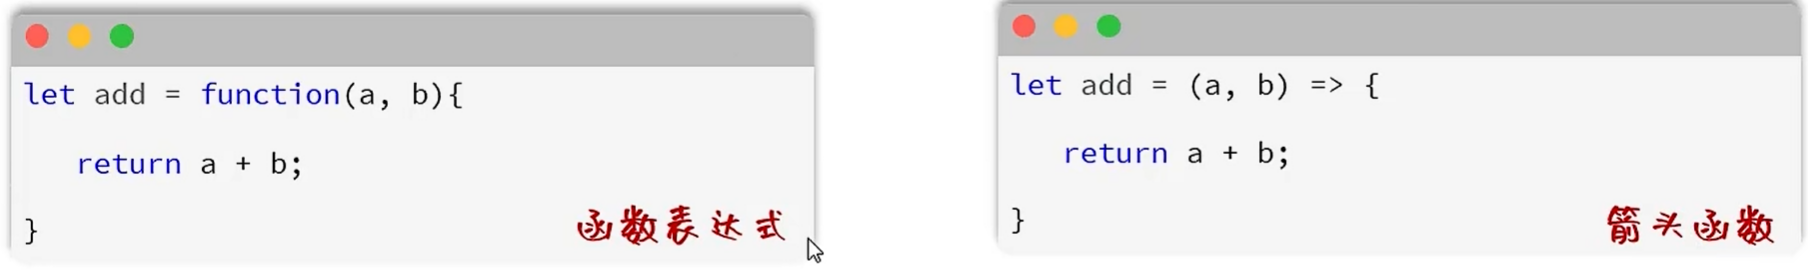 let add = function(a, b){
return a + b;
}
函数表达式
let add = (a, b) => {
return a + b;
}
箭头函数